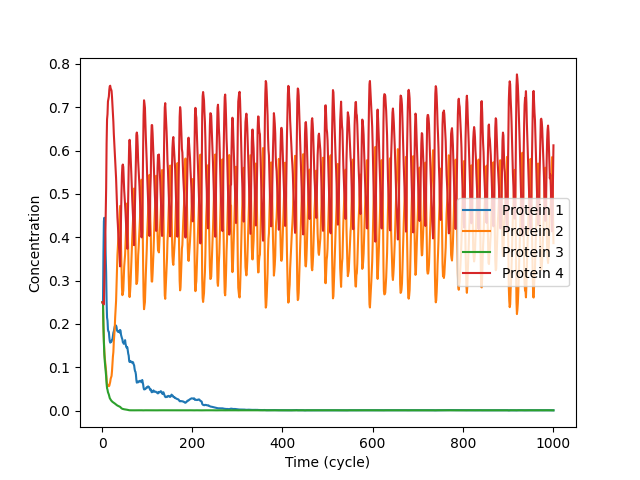 0.8
0.7
0.6
0.5
0.4
0.3
0.2
0.1
0.0
Concentration
Protein 1
Protein 2
Protein 3
Protein 4
0 200 400 600 800 1000
Time (cycle)